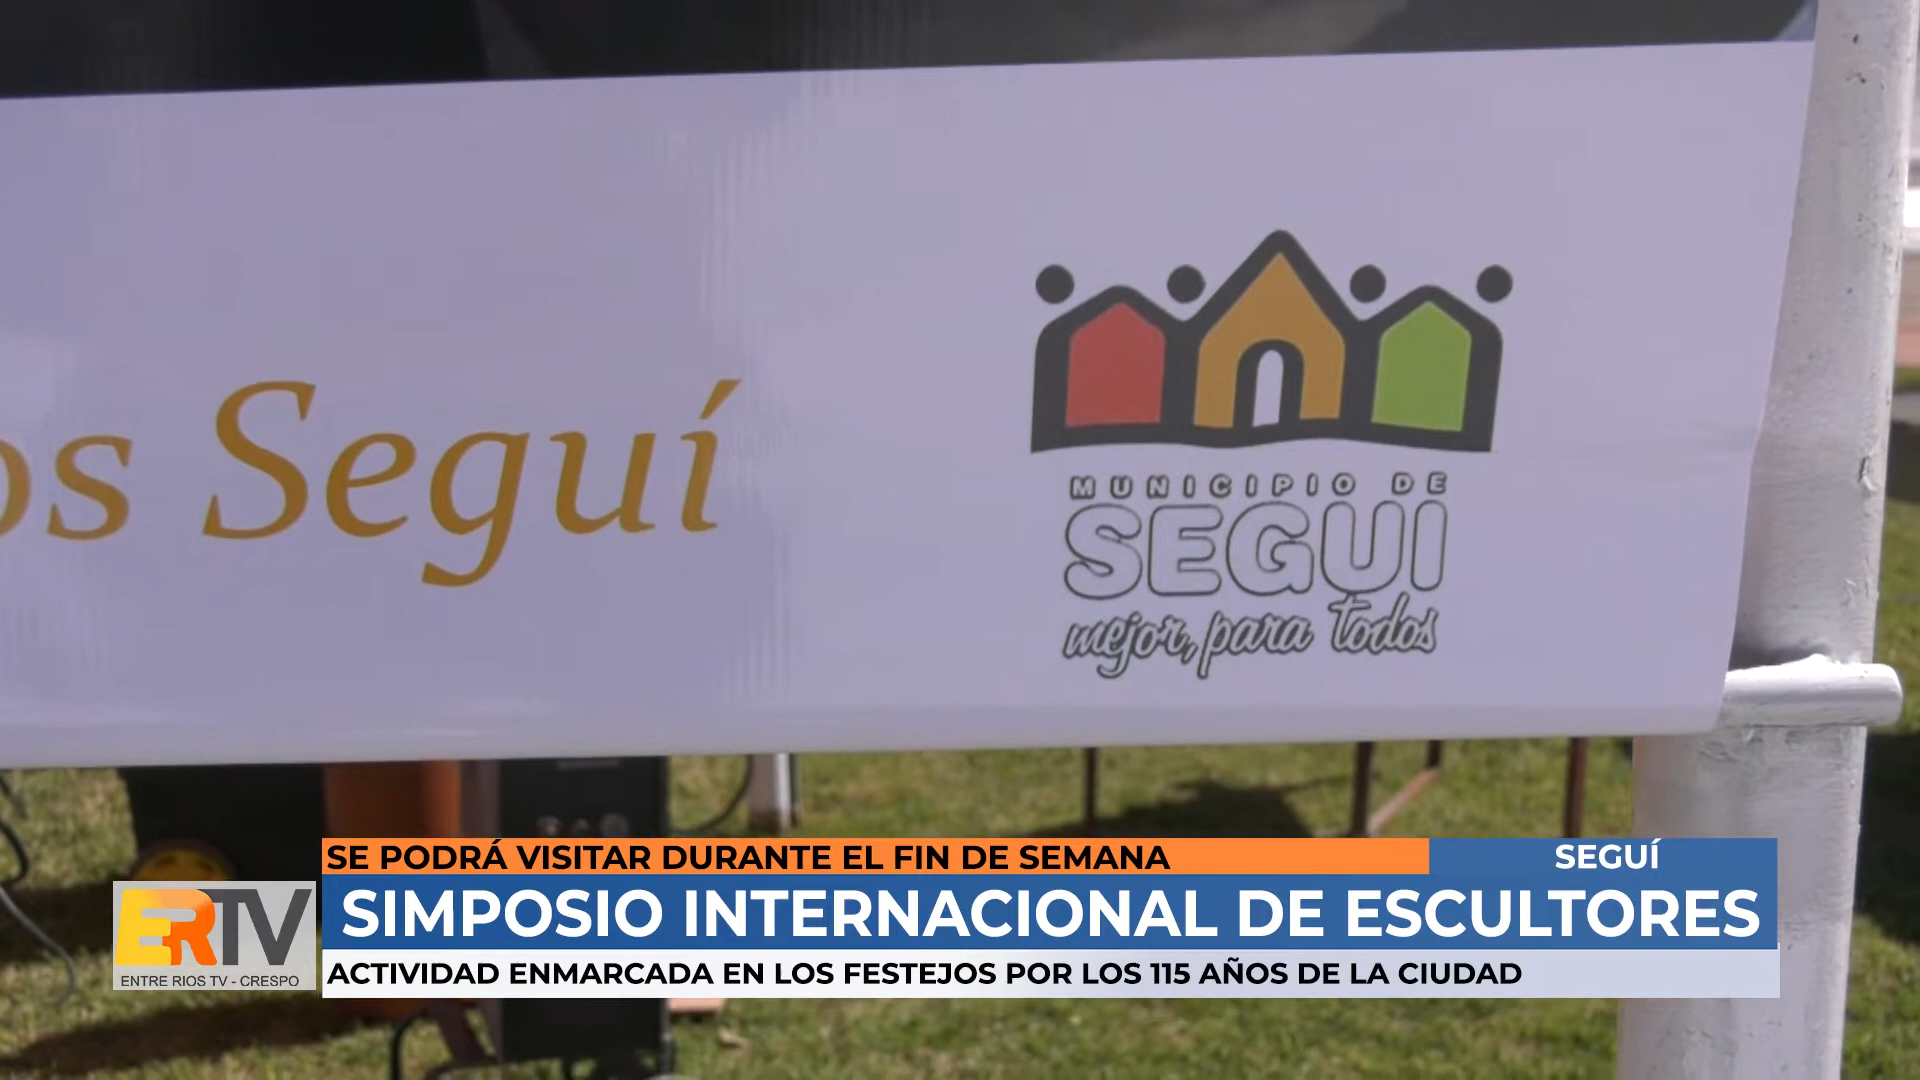 os Seguí
MUNICIPIO DE
SEGUI
mejor, para todos
SE PODRÁ VISITAR DURANTE EL FIN DE SEMANA
SEGUÍ
SIMPOSIO INTERNACIONAL DE ESCULTORES
ERTV
ENTRE RIOS TV - CRESPO
ACTIVIDAD ENMARCADA EN LOS FESTEJOS POR LOS 115 AÑOS DE LA CIUDAD